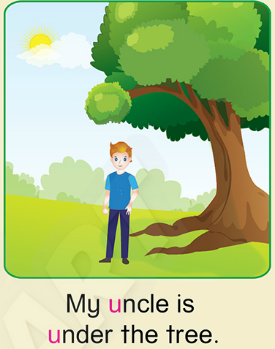 My uncle is
under the tree.